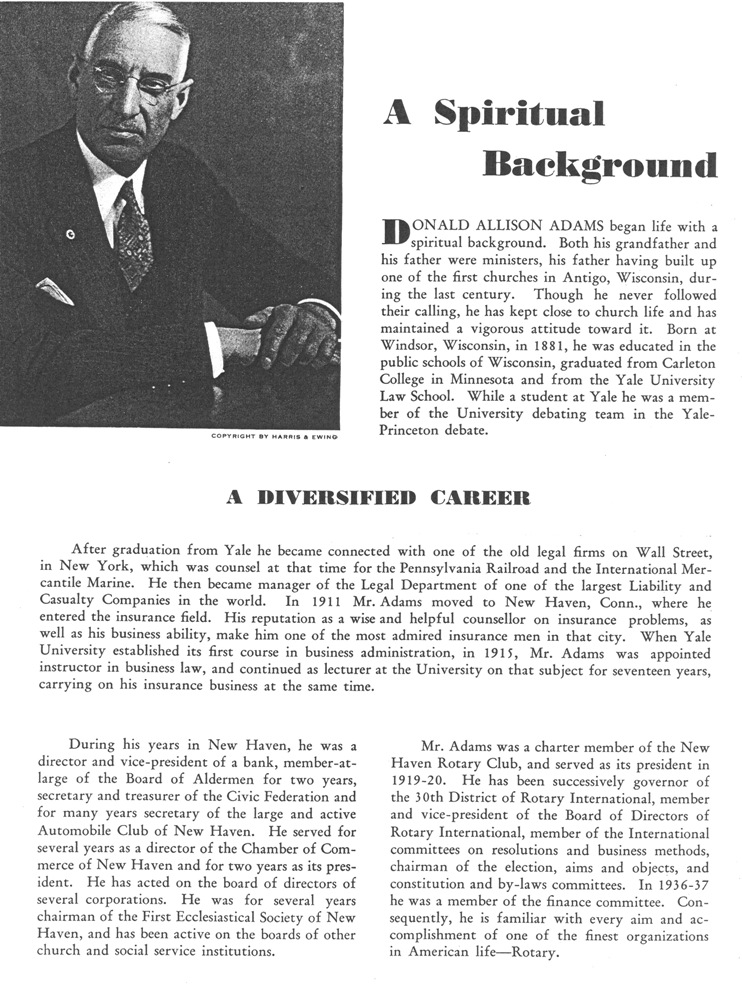 A Spiritual
Background
DONALD ALLISON ADAMS began life with a
spiritual background. Both his grandfather and
his father were ministers, his father having built up
one of the first churches in Antigo, Wisconsin, dur-
ing the last century. Though he never followed
their calling, he has kept close to church life and has
maintained a vigorous attitude toward it. Born at
Windsor, Wisconsin, in 1881, he was educated in the
public schools of Wisconsin, graduated from Carleton
College in Minnesota and from the Yale University
Law School. While a student at Yale he was a mem-
ber of the University debating team in the Yale-
Princeton debate.
COPYRIGHT BY HARRIS & EWING
A DIVERSIFIED CAREER
After graduation from Yale he became connected with one of the old legal firms on Wall Street,
in New York, which was counsel at that time for the Pennsylvania Railroad and the International Mer-
cantile Marine. He then became manager of the Legal Department of one of the largest Liability and
Casualty Companies in the world. In 1911 Mr. Adams moved to New Haven, Conn., where he
entered the insurance field. His reputation as a wise and helpful counsellor on insurance problems, as
well as his business ability, make him one of the most admired insurance men in that city. When Yale
University established its first course in business administration, in 1915, Mr. Adams was appointed
instructor in business law, and continued as lecturer at the University on that subject for seventeen years,
carrying on his insurance business at the same time.
During his years in New Haven, he was a
director and vice-president of a bank, member-at-
large of the Board of Aldermen for two years,
secretary and treasurer of the Civic Federation and
for many years secretary of the large and active
Automobile Club of New Haven. He served for
several years as a director of the Chamber of Com-
merce of New Haven and for two years as its pres-
ident. He has acted on the board of directors of
several corporations. He was for several years
chairman of the First Ecclesiastical Society of New
Haven, and has been active on the boards of other
church and social service institutions.
Mr. Adams was a charter member of the New
Haven Rotary Club, and served as its president in
1919-20. He has been successively governor of
the 30th District of Rotary International, member
and vice-president of the Board of Directors of
Rotary International, member of the International
committees on resolutions and business methods,
chairman of the election, aims and objects, and
constitution and by-laws committees. In 1936-37
he was a member of the finance committee. Con-
sequently, he is familiar with every aim and ac-
complishment of one of the finest organizations
in American life—Rotary.